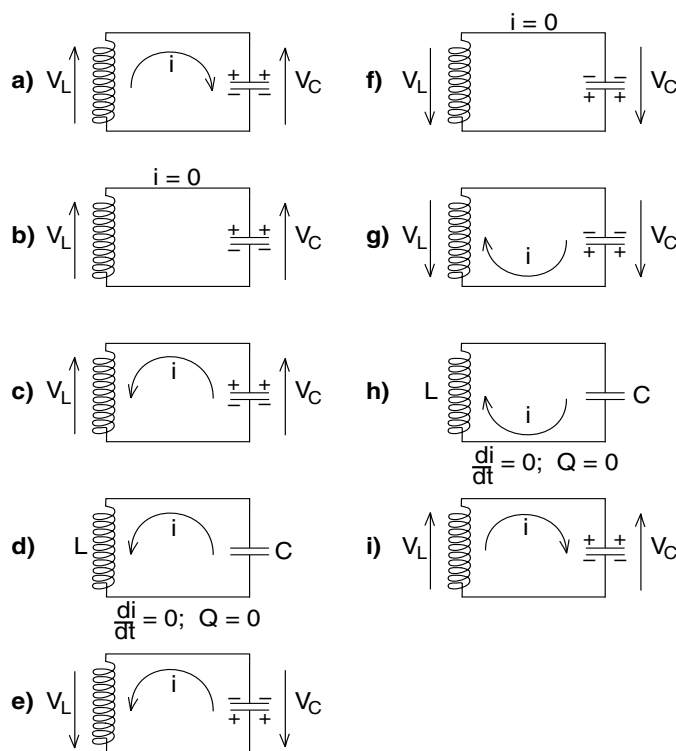 a) V_L i + + − − V_C
b) V_L i = 0 + + − − V_C
c) V_L i + + − − V_C
d) L i C
di/dt = 0; Q = 0
e) V_L i − − + + V_C
f) V_L i = 0 − − + + V_C
g) V_L i − − + + V_C
h) L i C
di/dt = 0; Q = 0
i) V_L i + + − − V_C